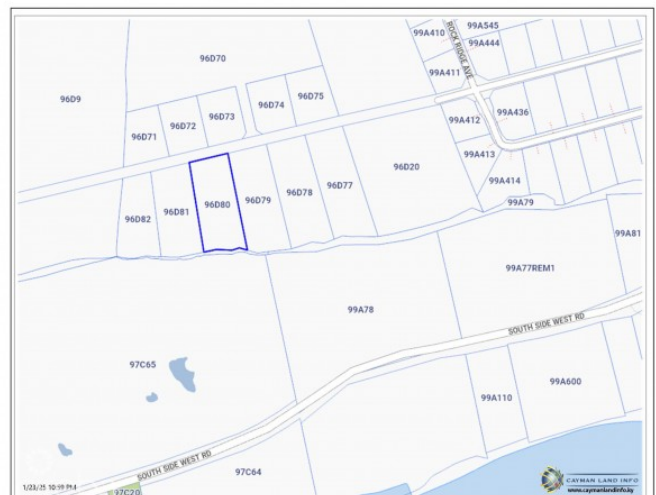 99A545
99A410
99A444
ROCK RIDGE AVE
96D70
99A411
96D9
96D75
96D74
99A436
96D73
99A412
96D72
96D71
99A413
96D20
99A414
96D77
96D78
96D79
99A79
96D80
96D81
96D82
99A81
99A77REM1
99A78
SOUTH SIDE WEST RD
97C65
99A600
99A110
SOUTH SIDE WEST RD
97C64
1/23/25 10:59 PM
97C20
CAYMAN LAND INFO
www.caymanlandinfo.ky